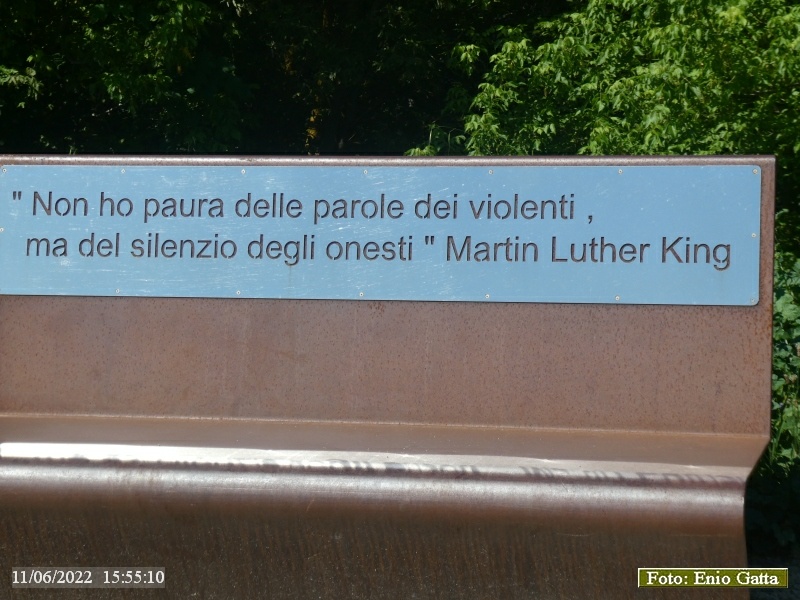 " Non ho paura delle parole dei violenti ,
ma del silenzio degli onesti " Martin Luther King
11/06/2022 15:55:10
Foto: Enio Gatta